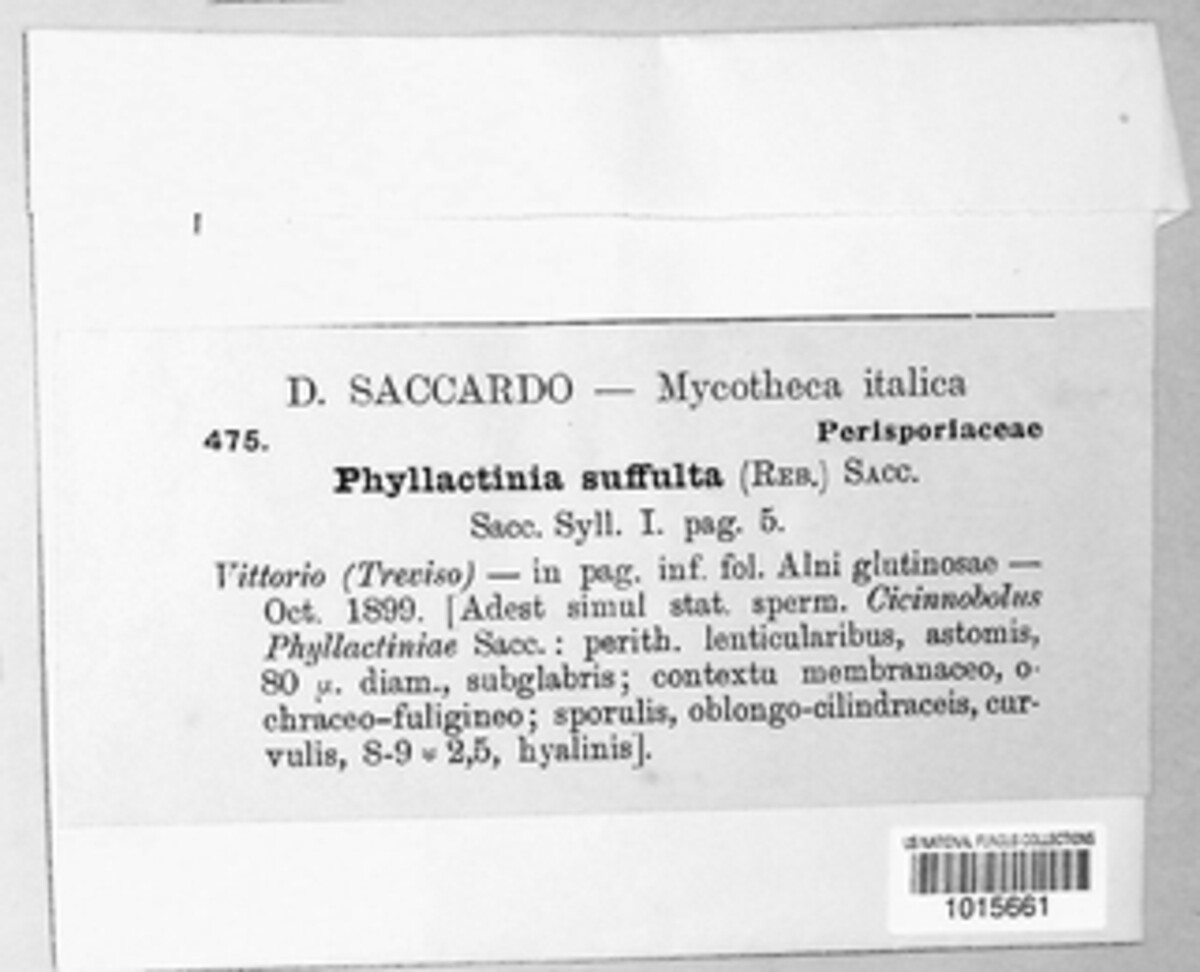 D. SACCARDO — Mycotheca italica
475. Perisporiaceae
Phyllactinia suffulta (REB.) SACC.
Sacc. Syll. I. pag. 5.
Vittorio (Treviso) — in pag. inf. fol. Alni glutinosae —
Oct. 1899. [Adest simul stat. sperm. Cicinnobolus
Phyllactiniae Sacc.: perith. lenticularibus, astomis,
80 µ. diam., subglabris; contextu membranaceo, o-
chraceo-fuligineo; sporulis, oblongo-cilindraceis, cur-
vulis, 8-9 × 2,5, hyalinis].
US NATIONAL FUNGUS COLLECTIONS
1015661